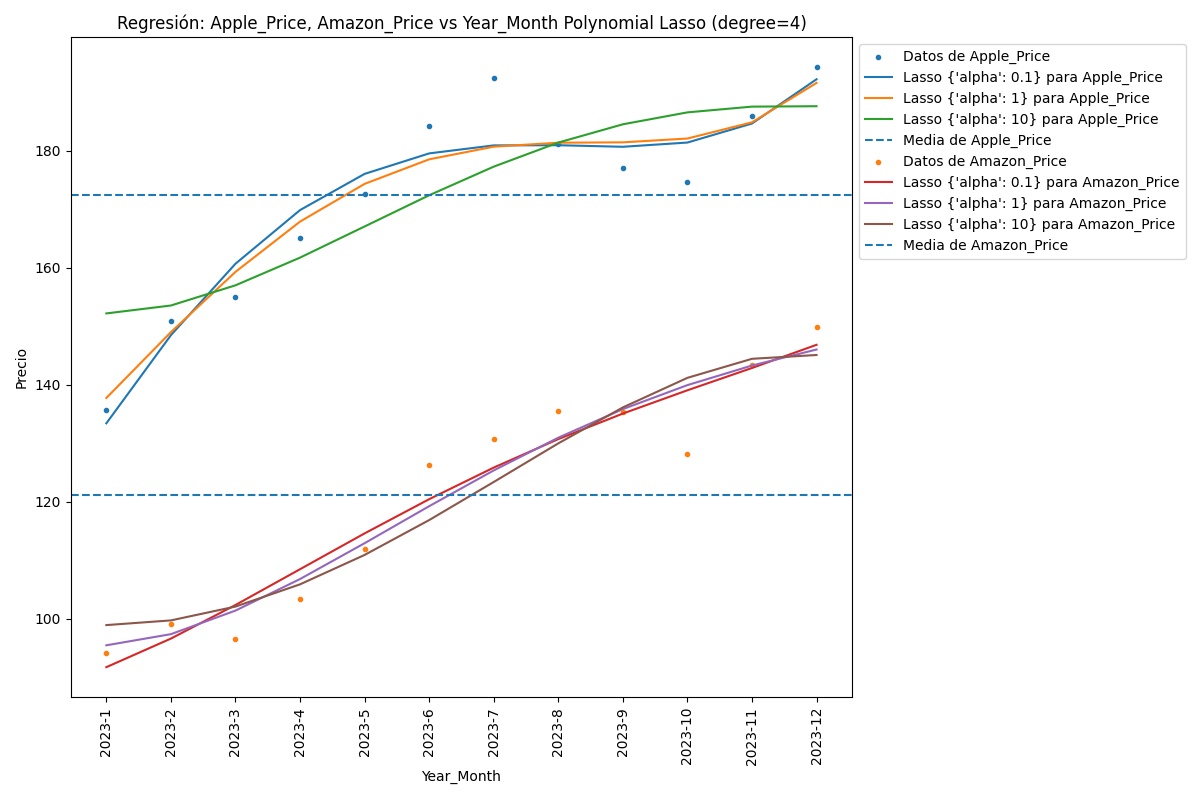 Regresión: Apple_Price, Amazon_Price vs Year_Month Polynomial Lasso (degree=4)
Datos de Apple_Price
Lasso {'alpha': 0.1} para Apple_Price
Lasso {'alpha': 1} para Apple_Price
Lasso {'alpha': 10} para Apple_Price
Media de Apple_Price
Datos de Amazon_Price
Lasso {'alpha': 0.1} para Amazon_Price
Lasso {'alpha': 1} para Amazon_Price
Lasso {'alpha': 10} para Amazon_Price
Media de Amazon_Price
Precio
180
160
140
120
100
2023-1
2023-2
2023-3
2023-4
2023-5
2023-6
2023-7
2023-8
2023-9
2023-10
2023-11
2023-12
Year_Month